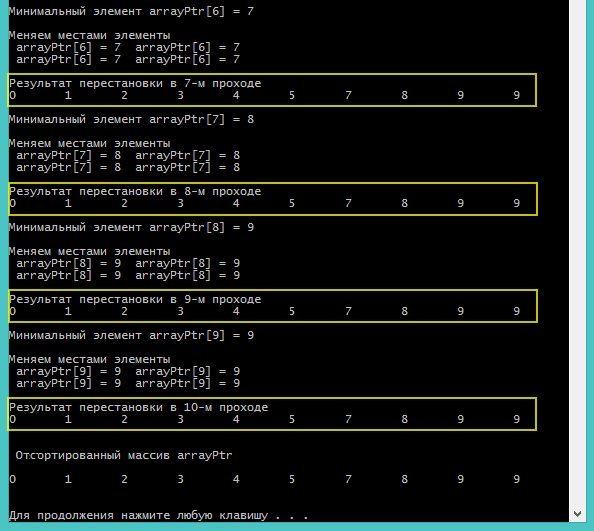 Минимальный элемент arrayPtr[6] = 7
Меняем местами элементы
arrayPtr[6] = 7 arrayPtr[6] = 7
arrayPtr[6] = 7 arrayPtr[6] = 7
Результат перестановки в 7-м проходе
0 1 2 3 4 5 7 8 9 9
Минимальный элемент arrayPtr[7] = 8
Меняем местами элементы
arrayPtr[7] = 8 arrayPtr[7] = 8
arrayPtr[7] = 8 arrayPtr[7] = 8
Результат перестановки в 8-м проходе
0 1 2 3 4 5 7 8 9 9
Минимальный элемент arrayPtr[8] = 9
Меняем местами элементы
arrayPtr[8] = 9 arrayPtr[8] = 9
arrayPtr[8] = 9 arrayPtr[8] = 9
Результат перестановки в 9-м проходе
0 1 2 3 4 5 7 8 9 9
Минимальный элемент arrayPtr[9] = 9
Меняем местами элементы
arrayPtr[9] = 9 arrayPtr[9] = 9
arrayPtr[9] = 9 arrayPtr[9] = 9
Результат перестановки в 10-м проходе
0 1 2 3 4 5 7 8 9 9
Отсортированный массив arrayPtr
0 1 2 3 4 5 7 8 9 9
Для продолжения нажмите любую клавишу . . .